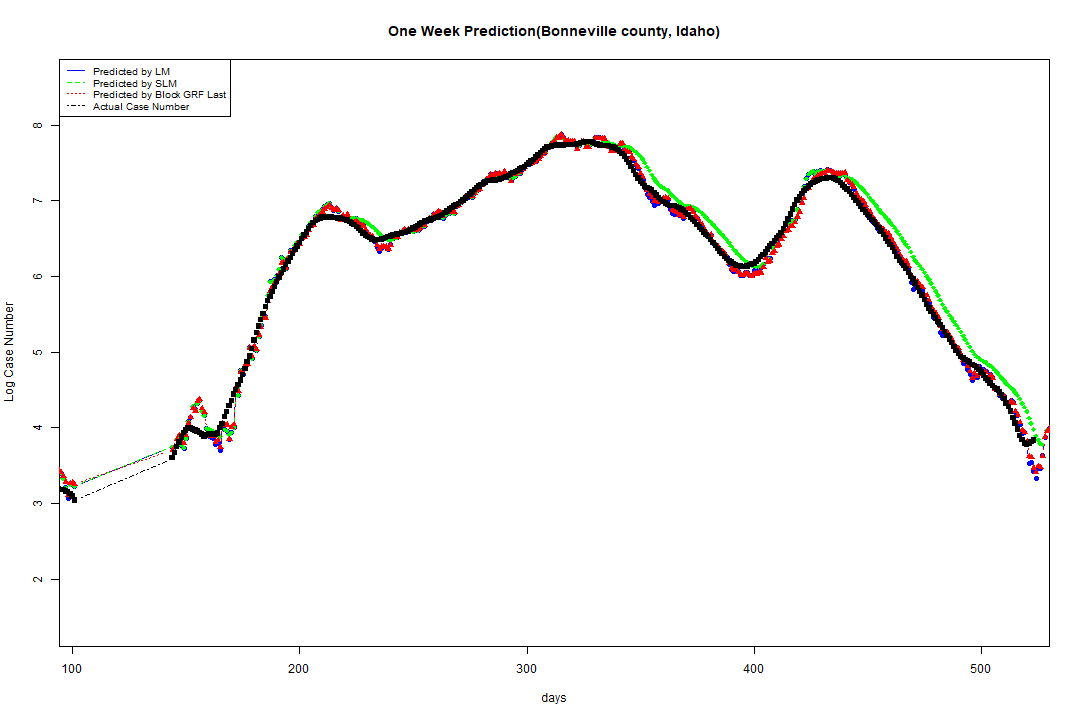 One Week Prediction(Bonneville county, Idaho)
Predicted by LM
Predicted by SLM
Predicted by Block GRF Last
Actual Case Number
Log Case Number
8
7
6
5
4
3
2
100 200 300 400 500
days